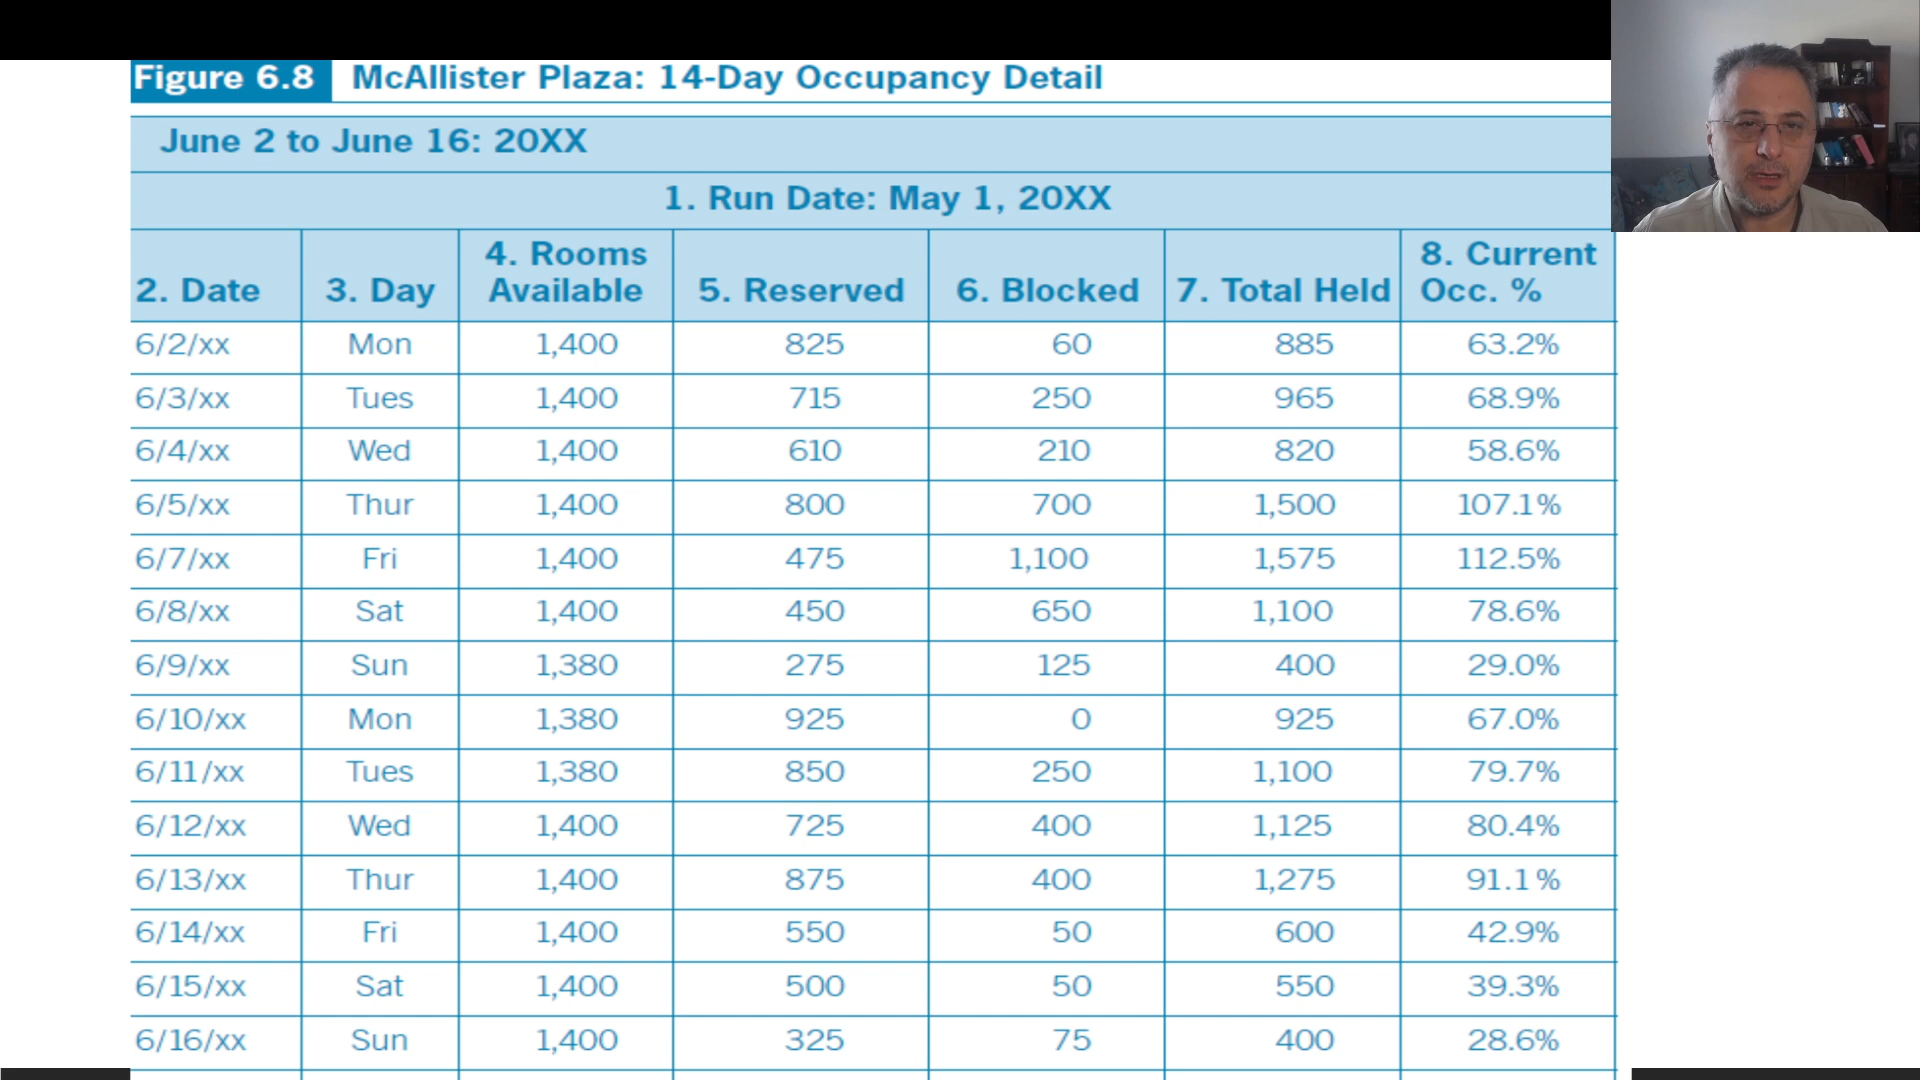 Figure 6.8 McAllister Plaza: 14-Day Occupancy Detail
June 2 to June 16: 20XX
1. Run Date: May 1, 20XX
2. Date 3. Day 4. Rooms Available 5. Reserved 6. Blocked 7. Total Held 8. Current Occ. %
6/2/xx Mon 1,400 825 60 885 63.2%
6/3/xx Tues 1,400 715 250 965 68.9%
6/4/xx Wed 1,400 610 210 820 58.6%
6/5/xx Thur 1,400 800 700 1,500 107.1%
6/7/xx Fri 1,400 475 1,100 1,575 112.5%
6/8/xx Sat 1,400 450 650 1,100 78.6%
6/9/xx Sun 1,380 275 125 400 29.0%
6/10/xx Mon 1,380 925 0 925 67.0%
6/11/xx Tues 1,380 850 250 1,100 79.7%
6/12/xx Wed 1,400 725 400 1,125 80.4%
6/13/xx Thur 1,400 875 400 1,275 91.1%
6/14/xx Fri 1,400 550 50 600 42.9%
6/15/xx Sat 1,400 500 50 550 39.3%
6/16/xx Sun 1,400 325 75 400 28.6%